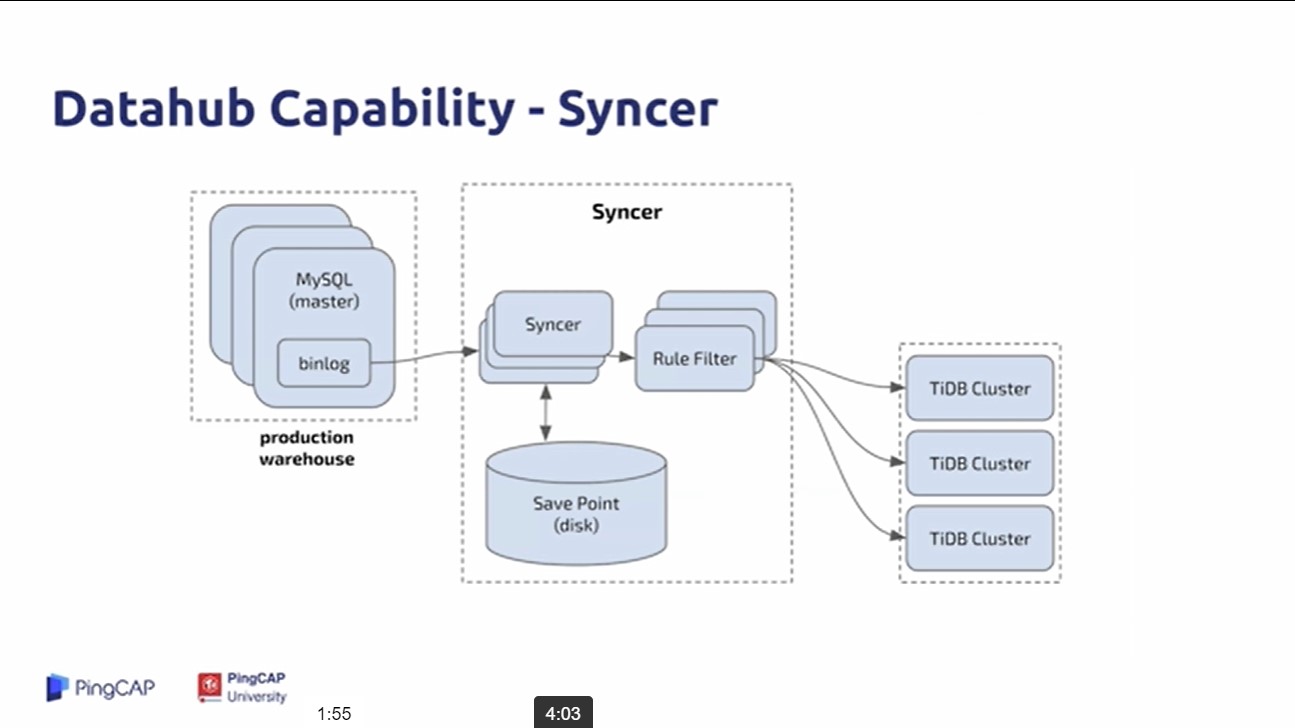 Datahub Capability - Syncer
MySQL
(master)
binlog
production
warehouse
Syncer
Syncer
Rule Filter
Save Point
(disk)
TiDB Cluster
TiDB Cluster
TiDB Cluster
PingCAP
PingCAP
University
1:55
4:03